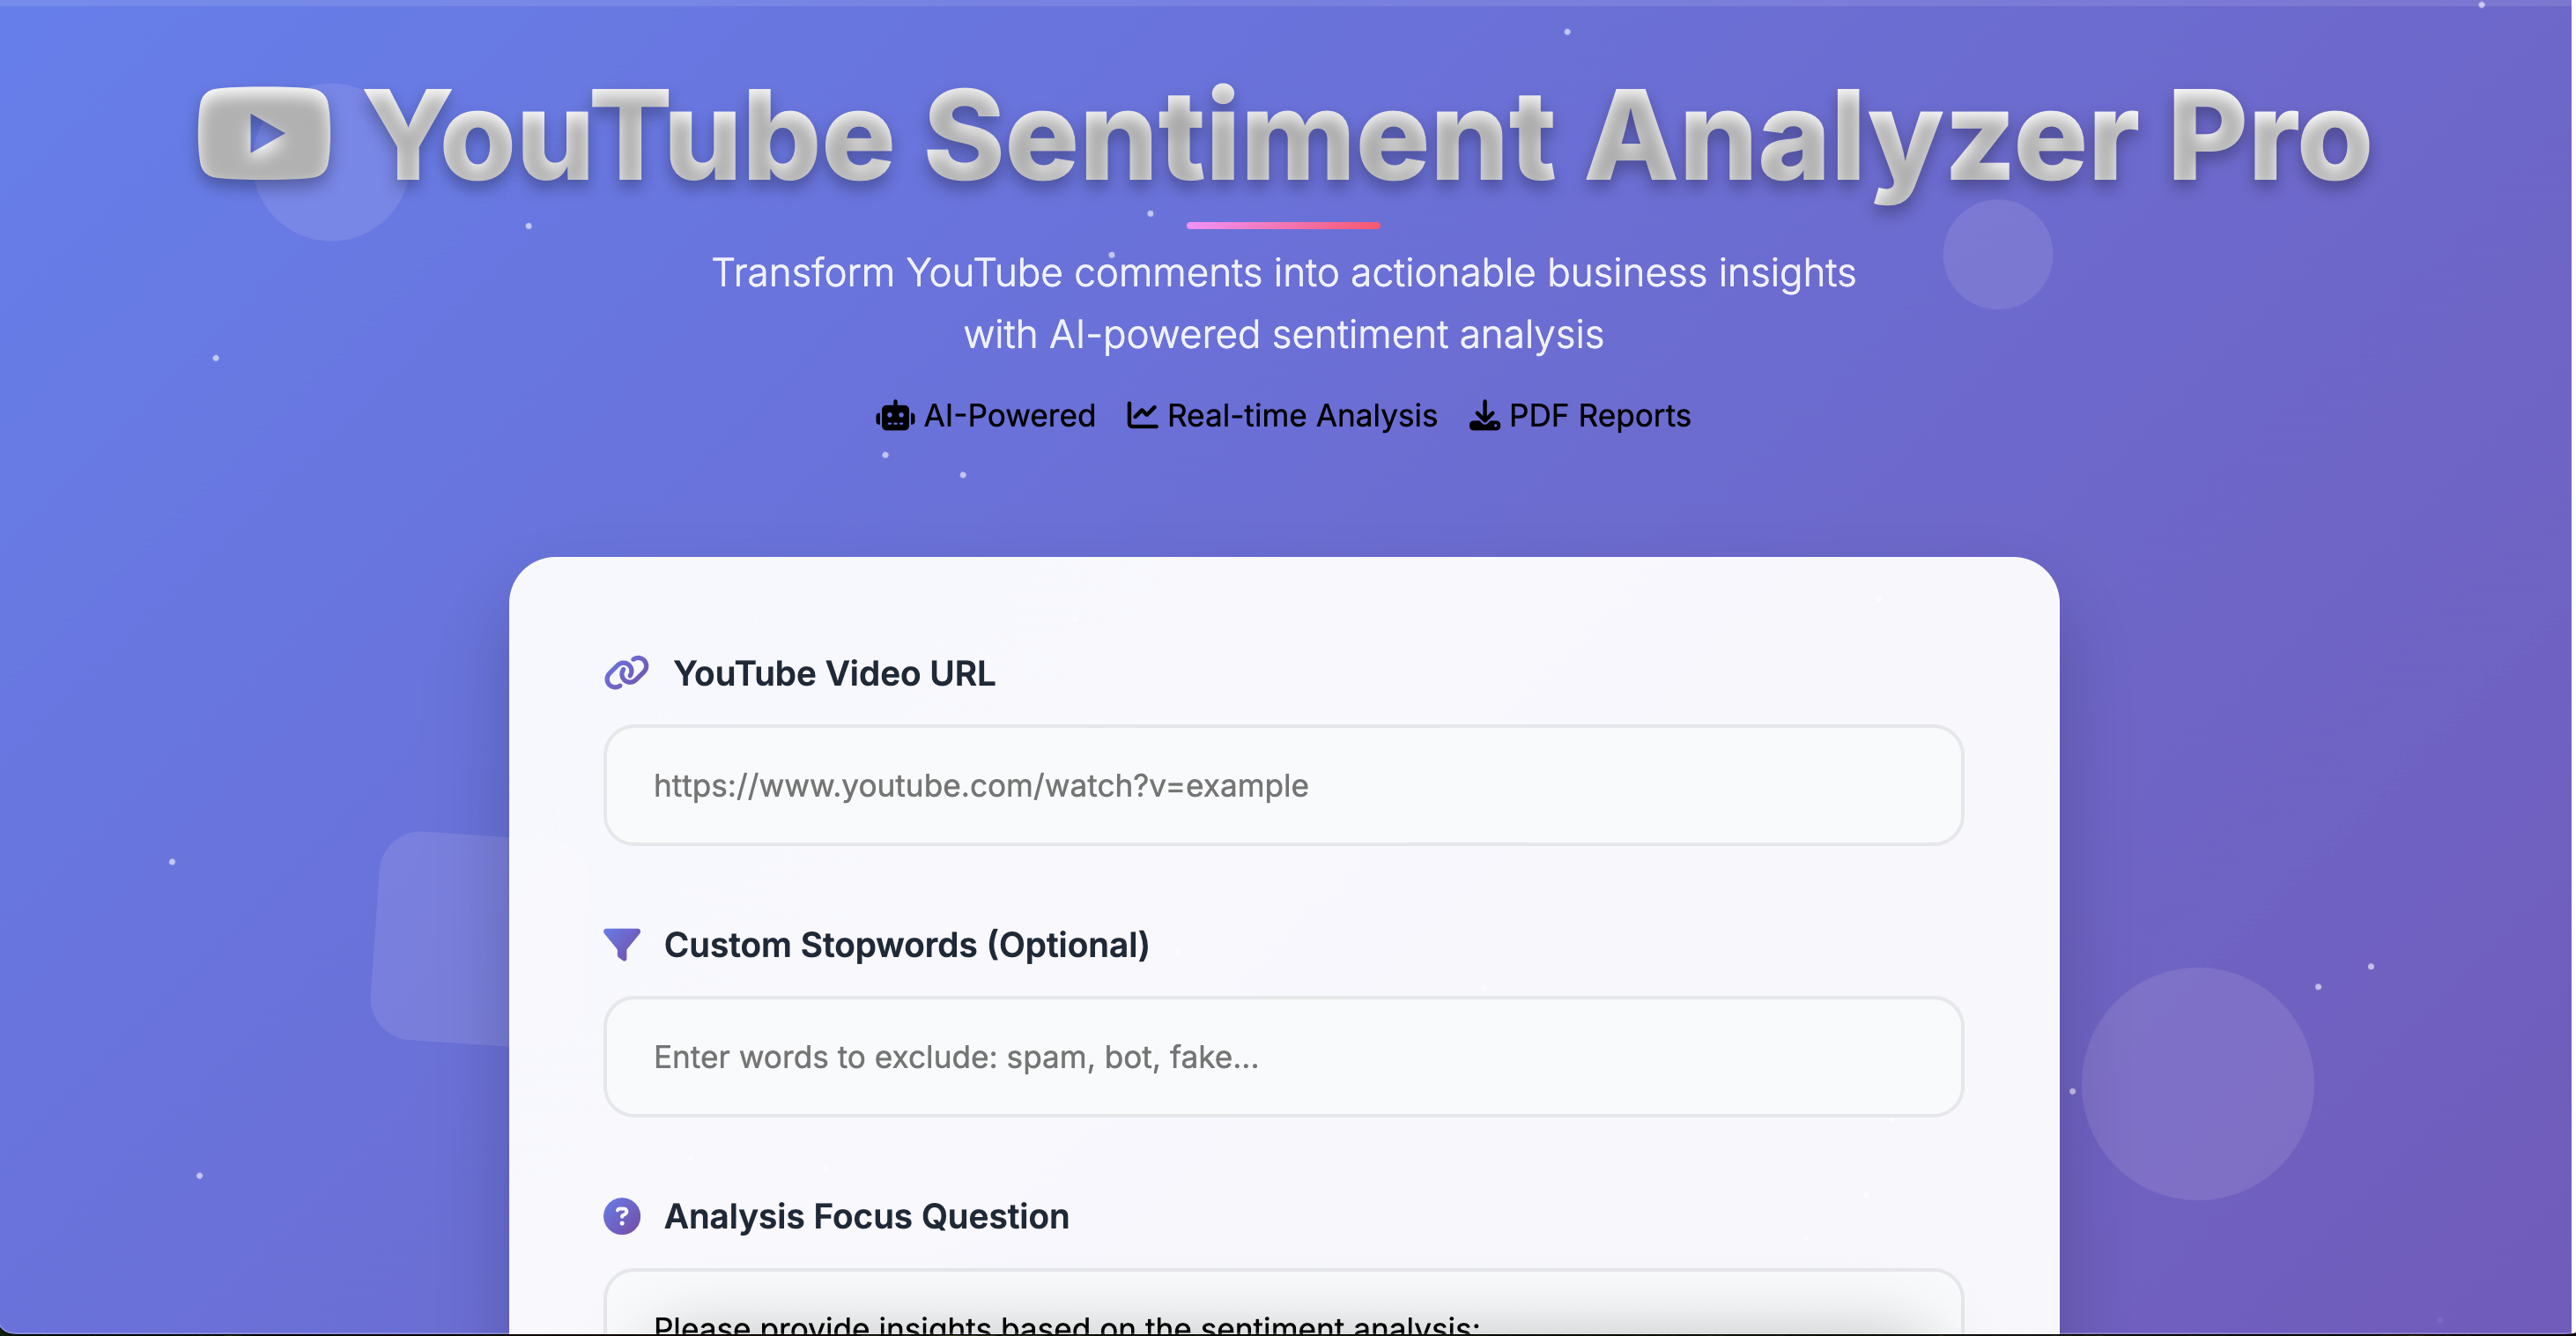 YouTube Sentiment Analyzer Pro
Transform YouTube comments into actionable business insights
with AI-powered sentiment analysis
AI-Powered Real-time Analysis PDF Reports
YouTube Video URL
https://www.youtube.com/watch?v=example
Custom Stopwords (Optional)
Enter words to exclude: spam, bot, fake...
Analysis Focus Question
Please provide insights based on the sentiment analysis: